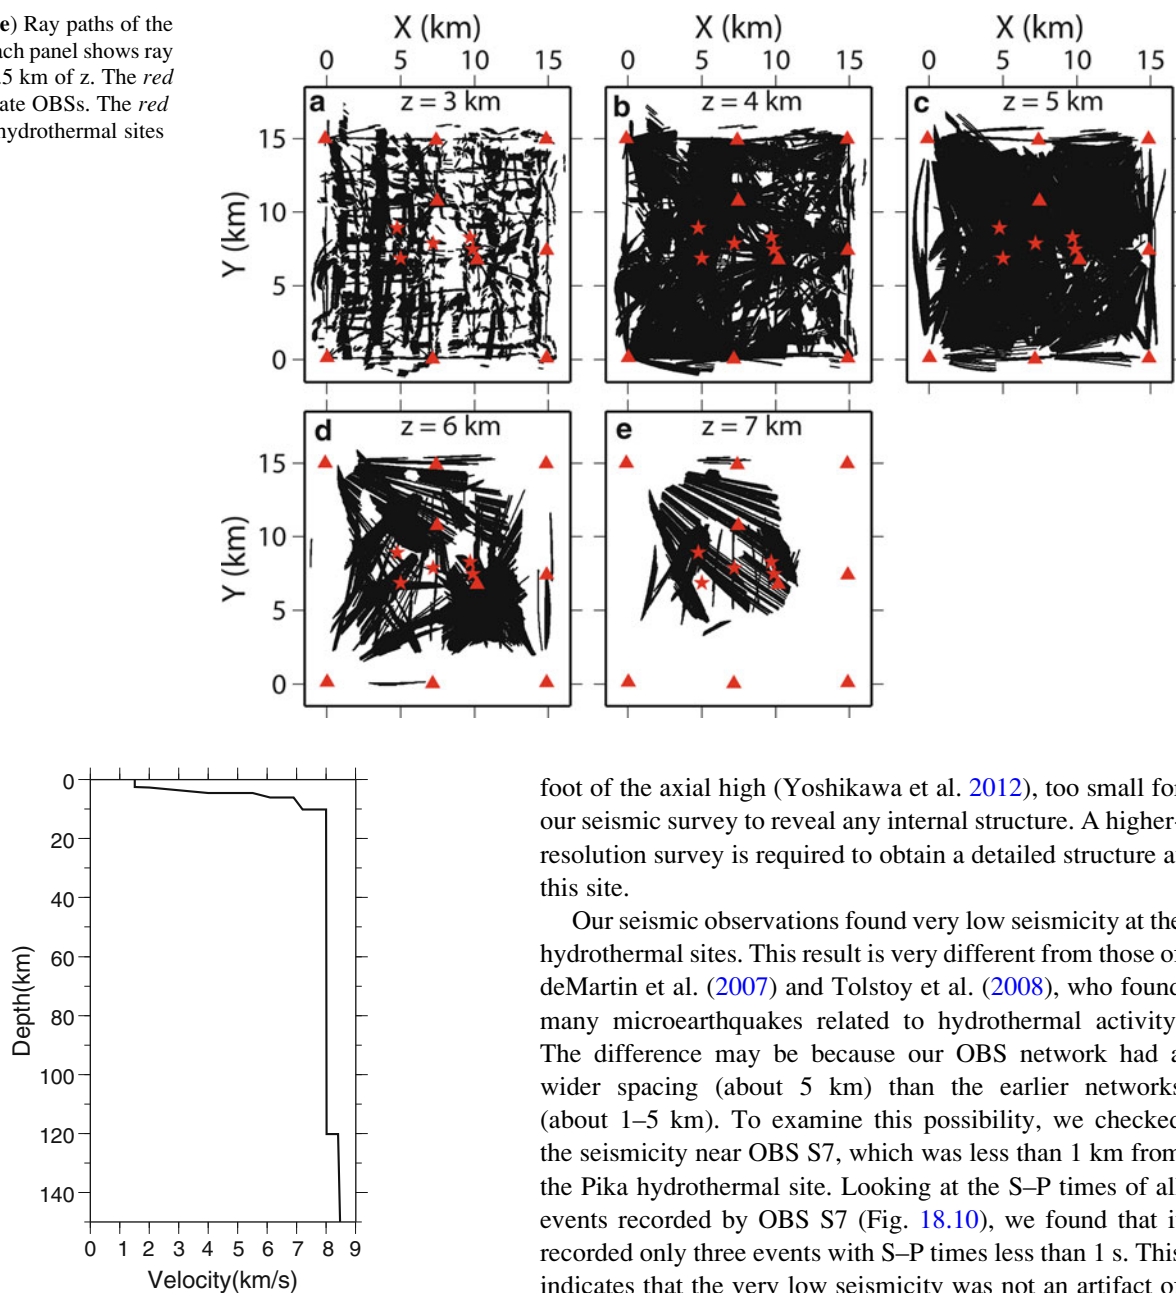 e) Ray paths of the
ach panel shows ray
.5 km of z. The red
ate OBSs. The red
hydrothermal sites
X (km) X (km) X (km)
0 5 10 15 0 5 10 15 0 5 10 15
a z = 3 km b z = 4 km c z = 5 km
15
10
Y (km)
5
0
d z = 6 km e z = 7 km
15
10
Y (km)
5
0
0
20
40
60
80
100
120
140
Depth(km)
0 1 2 3 4 5 6 7 8 9
Velocity(km/s)
foot of the axial high (Yoshikawa et al. 2012), too small for
our seismic survey to reveal any internal structure. A higher-
resolution survey is required to obtain a detailed structure a
this site.
Our seismic observations found very low seismicity at the
hydrothermal sites. This result is very different from those of
deMartin et al. (2007) and Tolstoy et al. (2008), who found
many microearthquakes related to hydrothermal activity
The difference may be because our OBS network had a
wider spacing (about 5 km) than the earlier networks
(about 1–5 km). To examine this possibility, we checked
the seismicity near OBS S7, which was less than 1 km from
the Pika hydrothermal site. Looking at the S–P times of al
events recorded by OBS S7 (Fig. 18.10), we found that i
recorded only three events with S–P times less than 1 s. This
indicates that the very low seismicity was not an artifact of